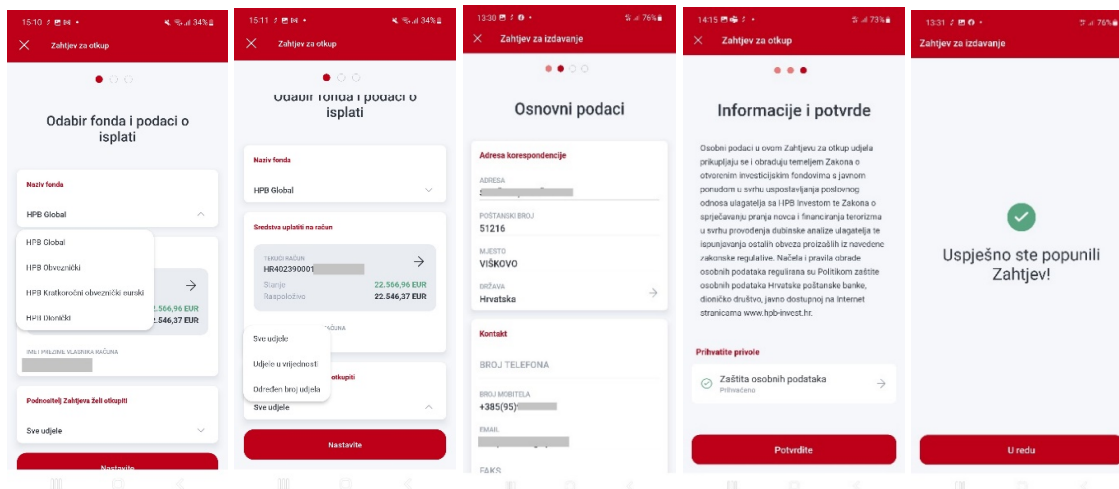 15:10
34%
Zahtjev za otkup
Odabir fonda i podaci o
isplati
Naziv fonda
HPB Global
HPB Global
HPB Obveznički
HPB Kratkoročni obveznički eurski
HPB Dionički
22.566,96 EUR
22.546,37 EUR
IME I PREZIME VLASNIKA RAČUNA
Podnositelj Zahtjeva želi otkupiti
Sve udjele
Nastavite
15:11
34%
Zahtjev za otkup
Odabir fonda i podaci o
isplati
Naziv fonda
HPB Global
Sredstva uplatiti na račun
TEKUĆI RAČUN
HR402390001
Stanje 22.566,96 EUR
Raspoloživo 22.546,37 EUR
Sve udjele
Udjele u vrijednosti
Određen broj udjela
otkupiti
Sve udjele
Nastavite
13:30
76%
Zahtjev za izdavanje
Osnovni podaci
Adresa korespondencije
ADRESA
POŠTANSKI BROJ
51216
MJESTO
VIŠKOVO
DRŽAVA
Hrvatska
Kontakt
BROJ TELEFONA
BROJ MOBITELA
+385(95)
EMAIL
FAKS
14:15
73%
Zahtjev za otkup
Informacije i potvrde
Osobni podaci u ovom Zahtjevu za otkup udjela
prikupljaju se i obrađuju temeljem Zakona o
otvorenim investicijskim fondovima s javnom
ponudom u svrhu uspostavljanja poslovnog
odnosa ulagatelja sa HPB Investom te Zakona o
sprječavanju pranja novca i financiranja terorizma
u svrhu provođenja dubinske analize ulagatelja te
ispunjavanja ostalih obveza proizašlih iz navedene
zakonske regulative. Načela i pravila obrade
osobnih podataka regulirana su Politikom zaštite
osobnih podataka Hrvatske poštanske banke,
dioničko društvo, javno dostupnoj na Internet
stranicama www.hpb-invest.hr.
Prihvatite privole
Zaštita osobnih podataka
Prihvaćeno
Potvrdite
13:31
76%
Zahtjev za izdavanje
Uspješno ste popunili
Zahtjev!
U redu